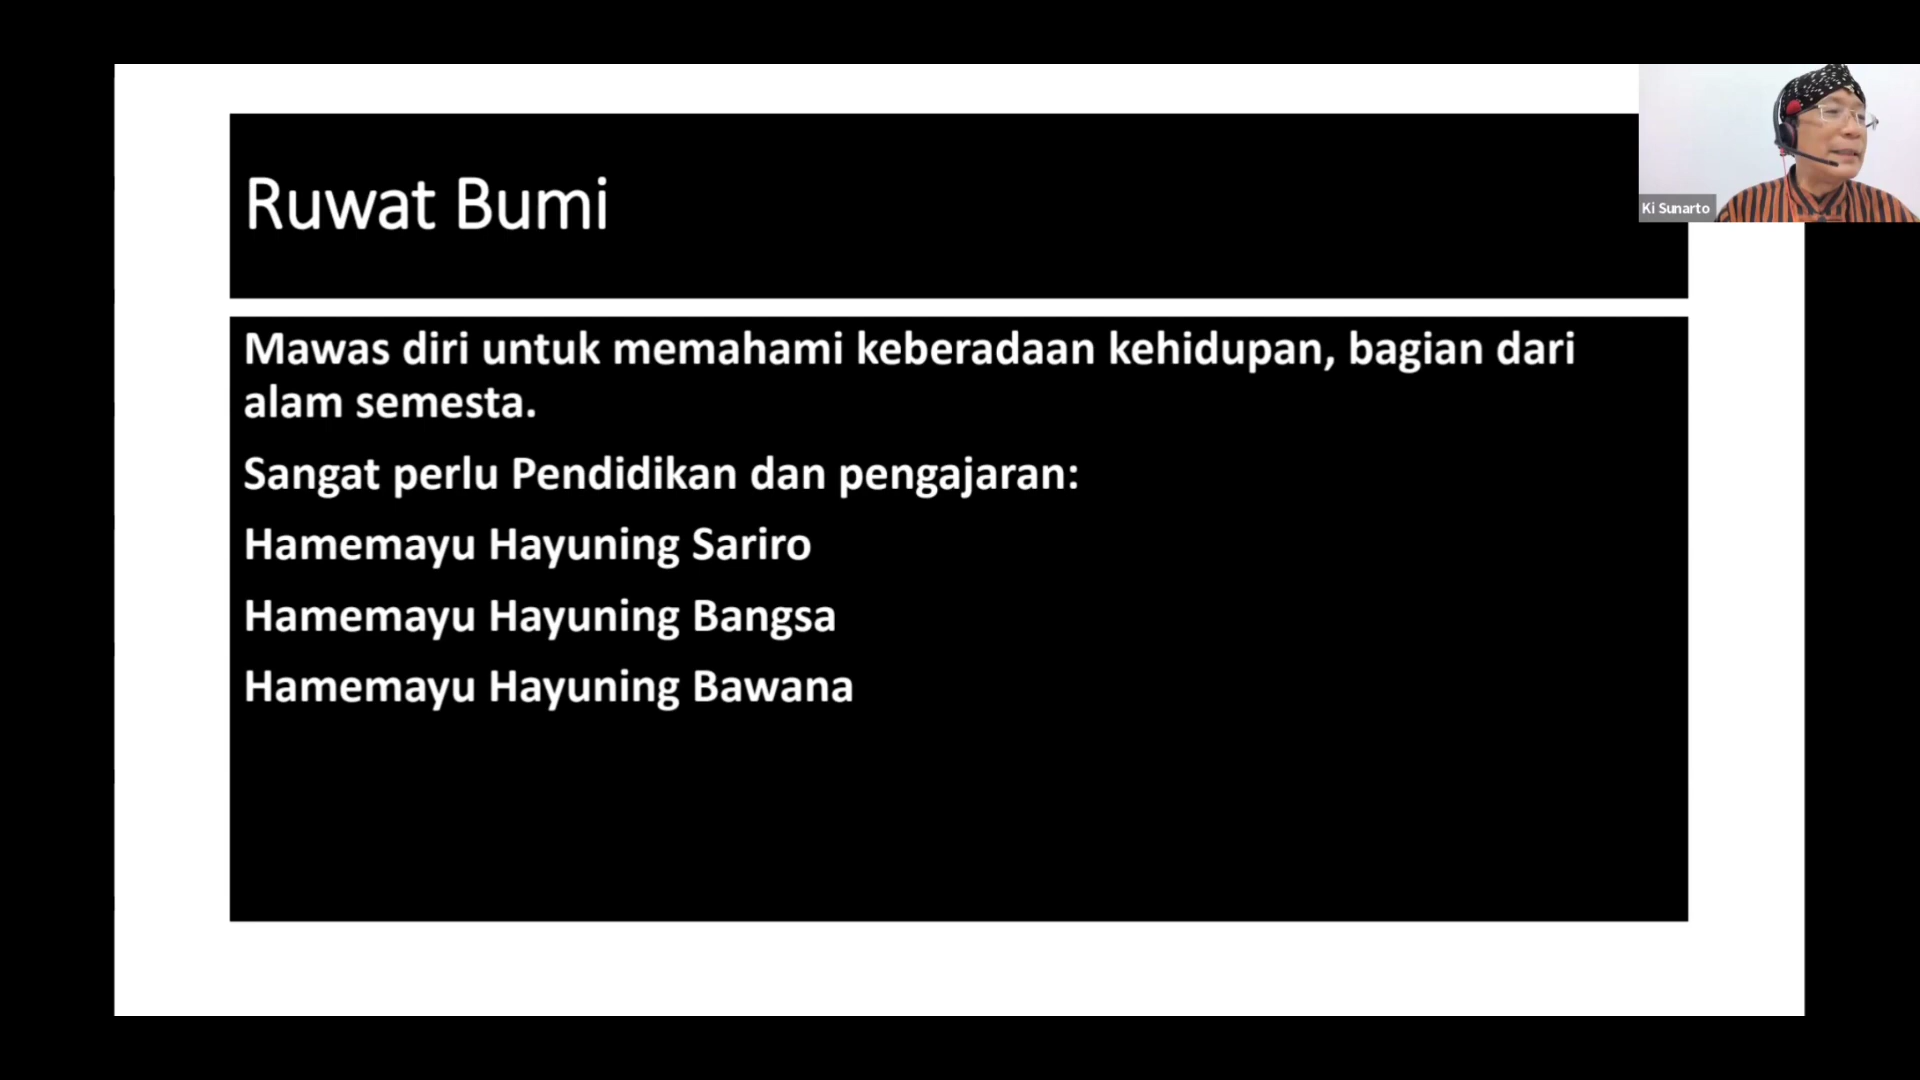 Ruwat Bumi
Ki Sunarto
Mawas diri untuk memahami keberadaan kehidupan, bagian dari
alam semesta.
Sangat perlu Pendidikan dan pengajaran:
Hamemayu Hayuning Sariro
Hamemayu Hayuning Bangsa
Hamemayu Hayuning Bawana